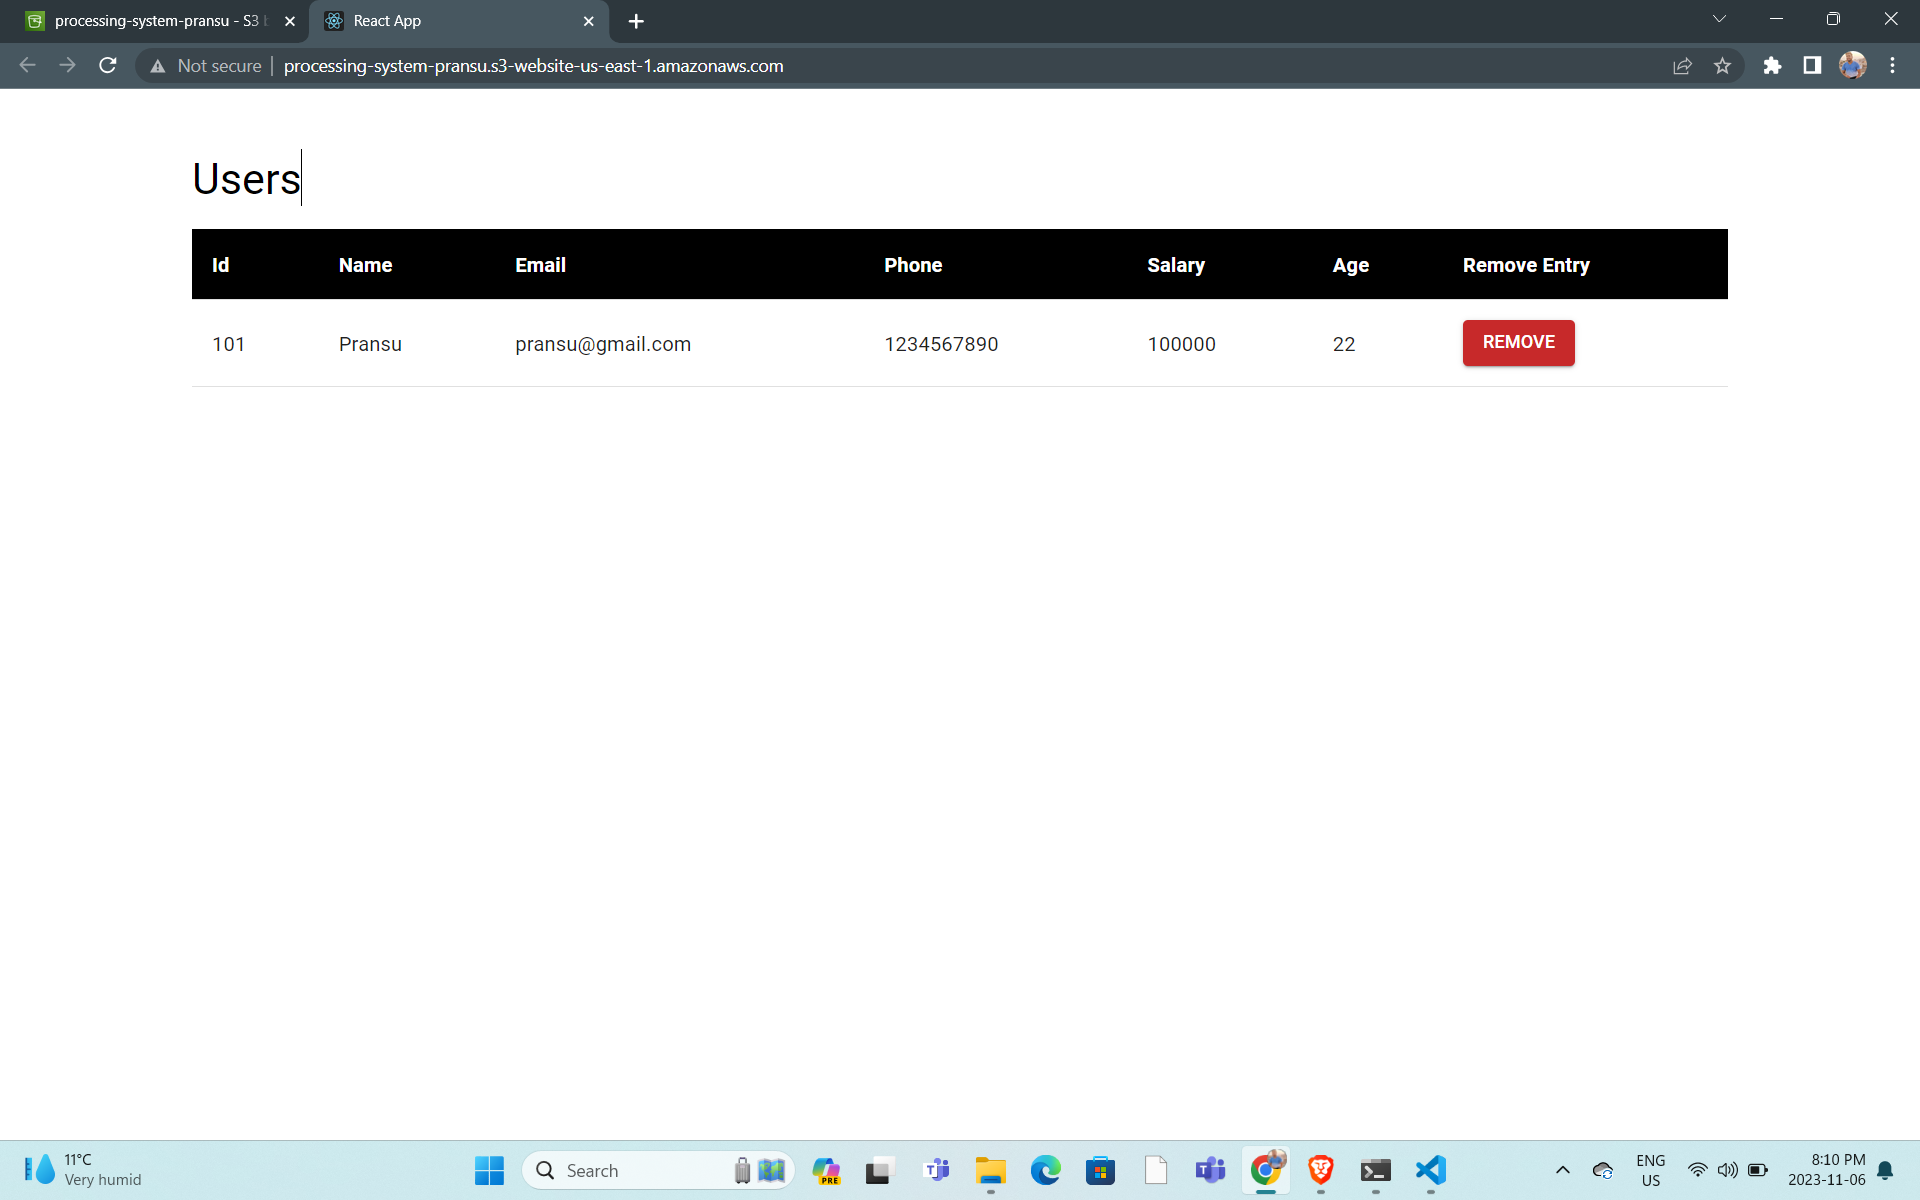 processing-system-pransu - S3 b
React App
Not secure
processing-system-pransu.s3-website-us-east-1.amazonaws.com
Users
Id Name Email Phone Salary Age Remove Entry
101 Pransu pransu@gmail.com 1234567890 100000 22 REMOVE
11°C
Very humid
Search
PRE
ENG
US
8:10 PM
2023-11-06